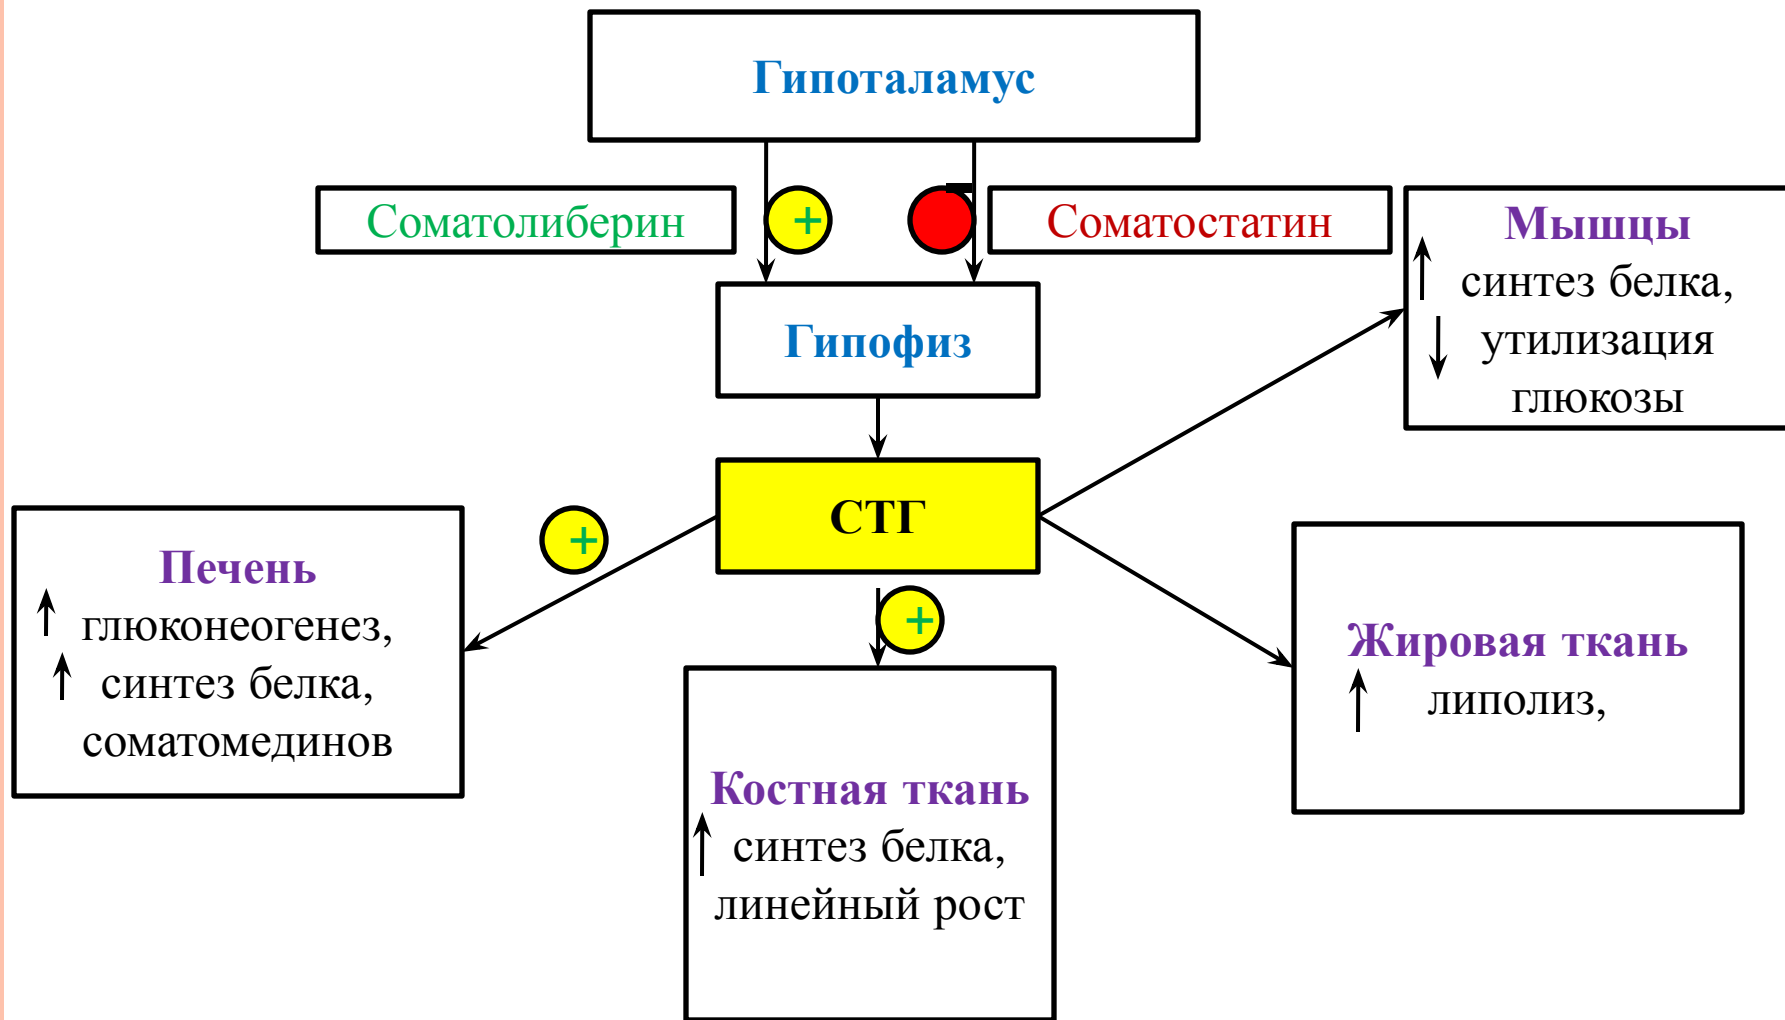 Гипоталамус
Соматолиберин
+
-
Соматостатин
Гипофиз
Мышцы
↑ синтез белка,
↓ утилизация
глюкозы
СТГ
+
Печень
↑ глюконеогенез,
↑ синтез белка,
соматомединов
+
Костная ткань
↑ синтез белка,
линейный рост
Жировая ткань
↑ липолиз,